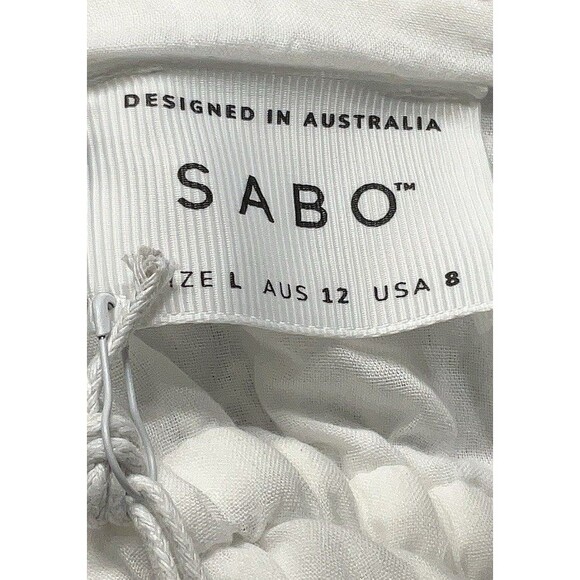 DESIGNED IN AUSTRALIA
SABO™
IZE L AUS 12 USA 8